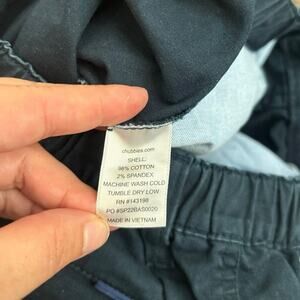 chubbies.com
SHELL:
98% COTTON
2% SPANDEX
MACHINE WASH COLD
TUMBLE DRY LOW
RN #143198
PO #SP22BAS0020
MADE IN VIETNAM